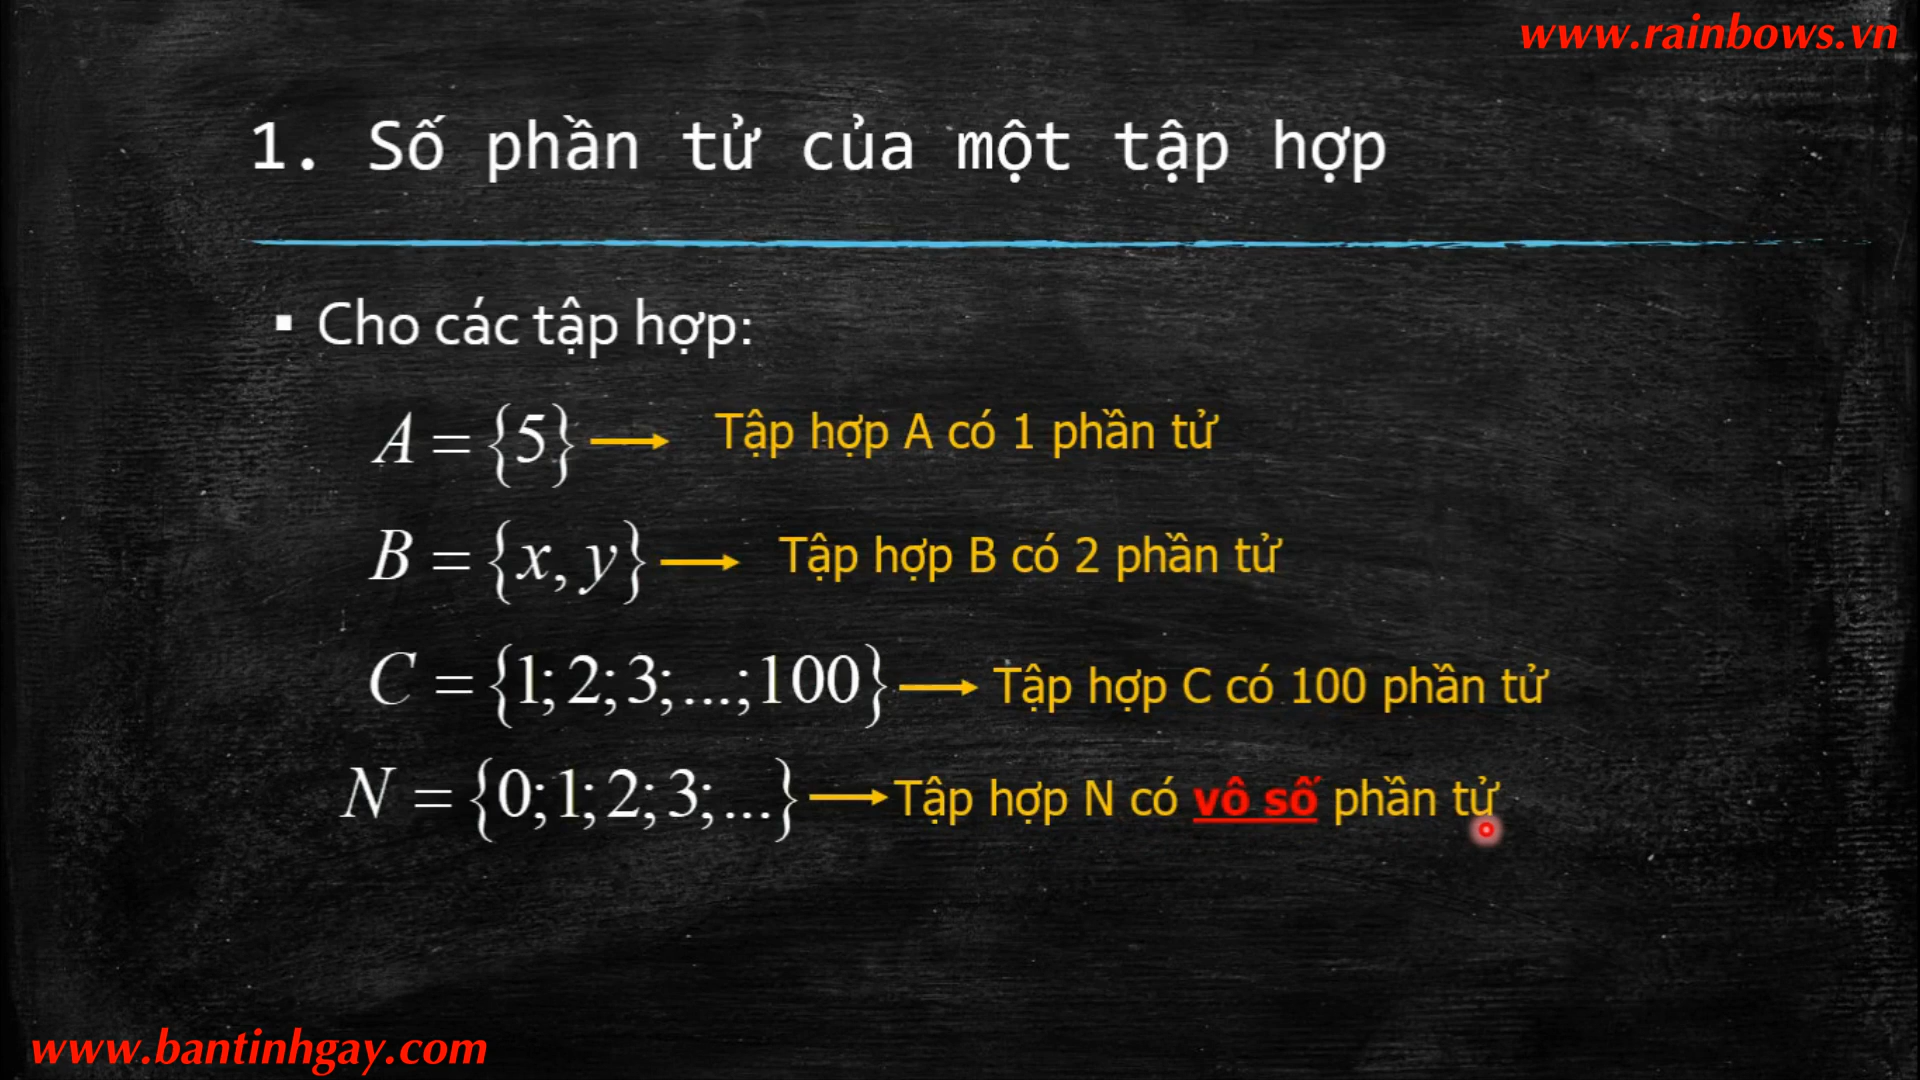 www.rainbows.vn
1. Số phần tử của một tập hợp
▪ Cho các tập hợp:
A = {5} → Tập hợp A có 1 phần tử
B = {x, y} → Tập hợp B có 2 phần tử
C = {1; 2; 3; ...; 100} → Tập hợp C có 100 phần tử
N = {0; 1; 2; 3; ...} → Tập hợp N có vô số phần tử
www.bantinhgay.com